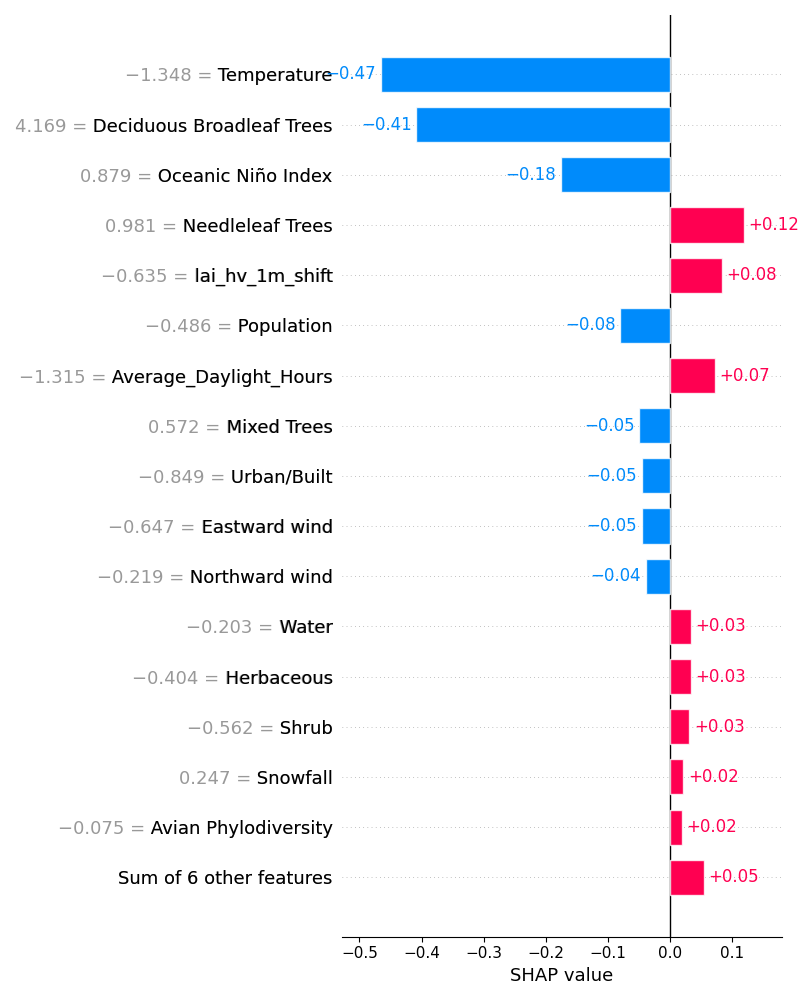 −1.348 = Temperature −0.47
4.169 = Deciduous Broadleaf Trees −0.41
0.879 = Oceanic Niño Index −0.18
0.981 = Needleleaf Trees +0.12
−0.635 = lai_hv_1m_shift +0.08
−0.486 = Population −0.08
−1.315 = Average_Daylight_Hours +0.07
0.572 = Mixed Trees −0.05
−0.849 = Urban/Built −0.05
−0.647 = Eastward wind −0.05
−0.219 = Northward wind −0.04
−0.203 = Water +0.03
−0.404 = Herbaceous +0.03
−0.562 = Shrub +0.03
0.247 = Snowfall +0.02
−0.075 = Avian Phylodiversity +0.02
Sum of 6 other features +0.05
−0.5 −0.4 −0.3 −0.2 −0.1 0.0 0.1
SHAP value